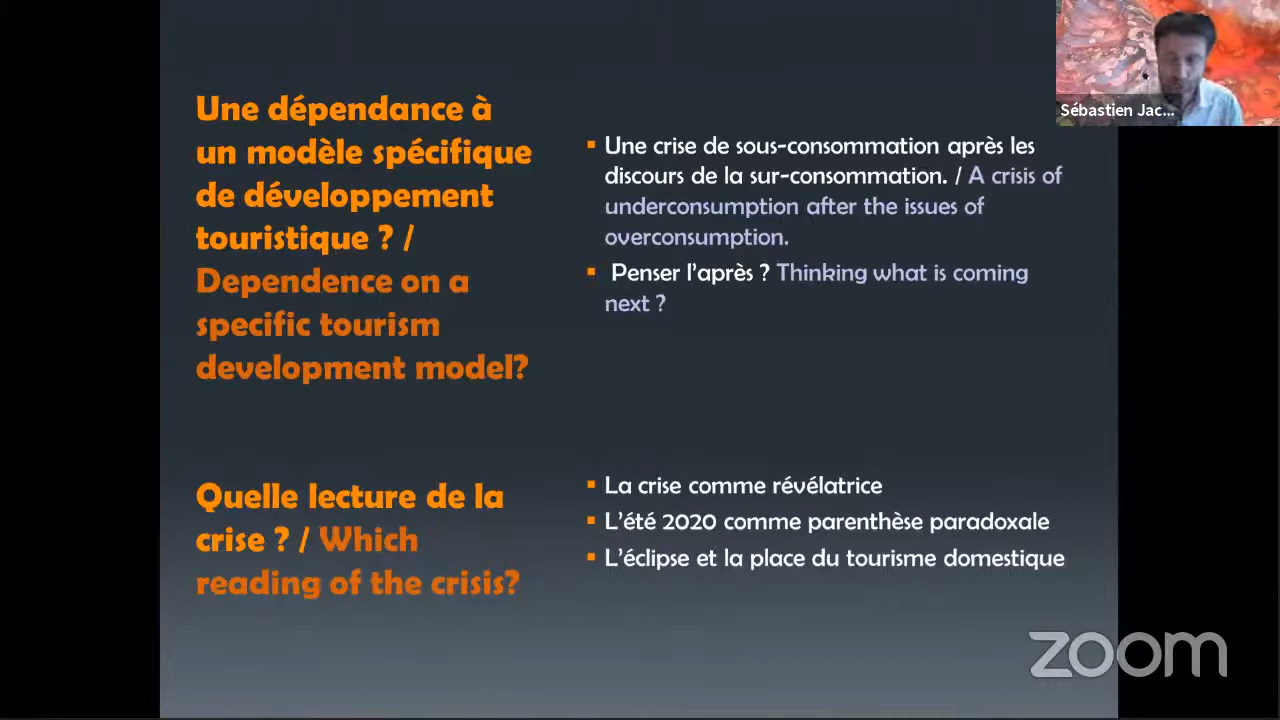 Une dépendance à
un modèle spécifique
de développement
touristique ? /
Dependence on a
specific tourism
development model?
Une crise de sous-consommation après les
discours de la sur-consommation. / A crisis of
underconsumption after the issues of
overconsumption.
Penser l'après ? Thinking what is coming
next ?
Quelle lecture de la
crise ? / Which
reading of the crisis?
La crise comme révélatrice
L'été 2020 comme parenthèse paradoxale
L'éclipse et la place du tourisme domestique
Sébastien Jac...
zoom